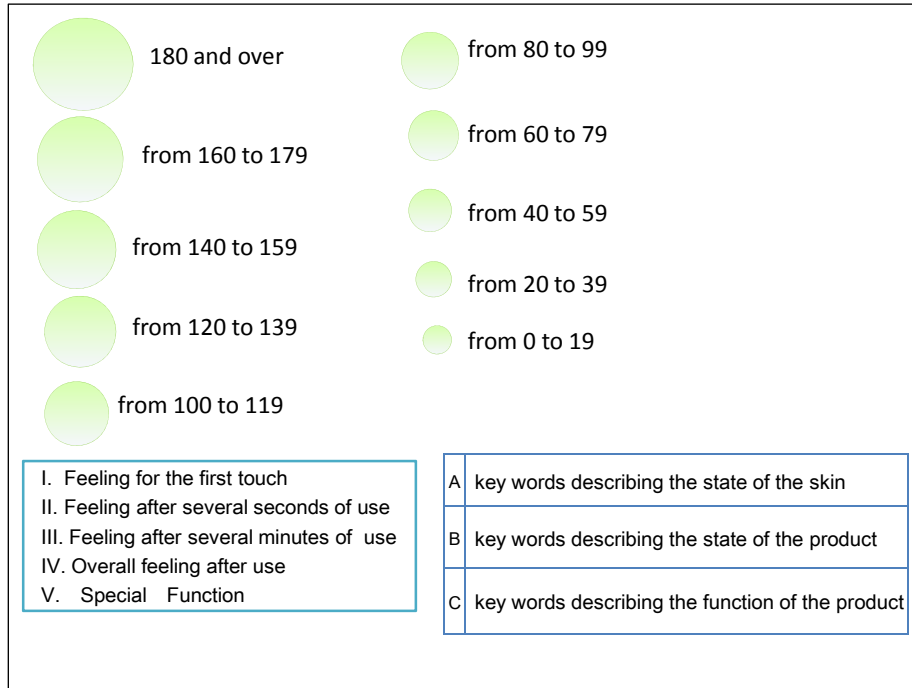 180 and over
from 160 to 179
from 140 to 159
from 120 to 139
from 100 to 119
from 80 to 99
from 60 to 79
from 40 to 59
from 20 to 39
from 0 to 19
I. Feeling for the first touch
II. Feeling after several seconds of use
III. Feeling after several minutes of use
IV. Overall feeling after use
V. Special Function
A key words describing the state of the skin
B key words describing the state of the product
C key words describing the function of the product